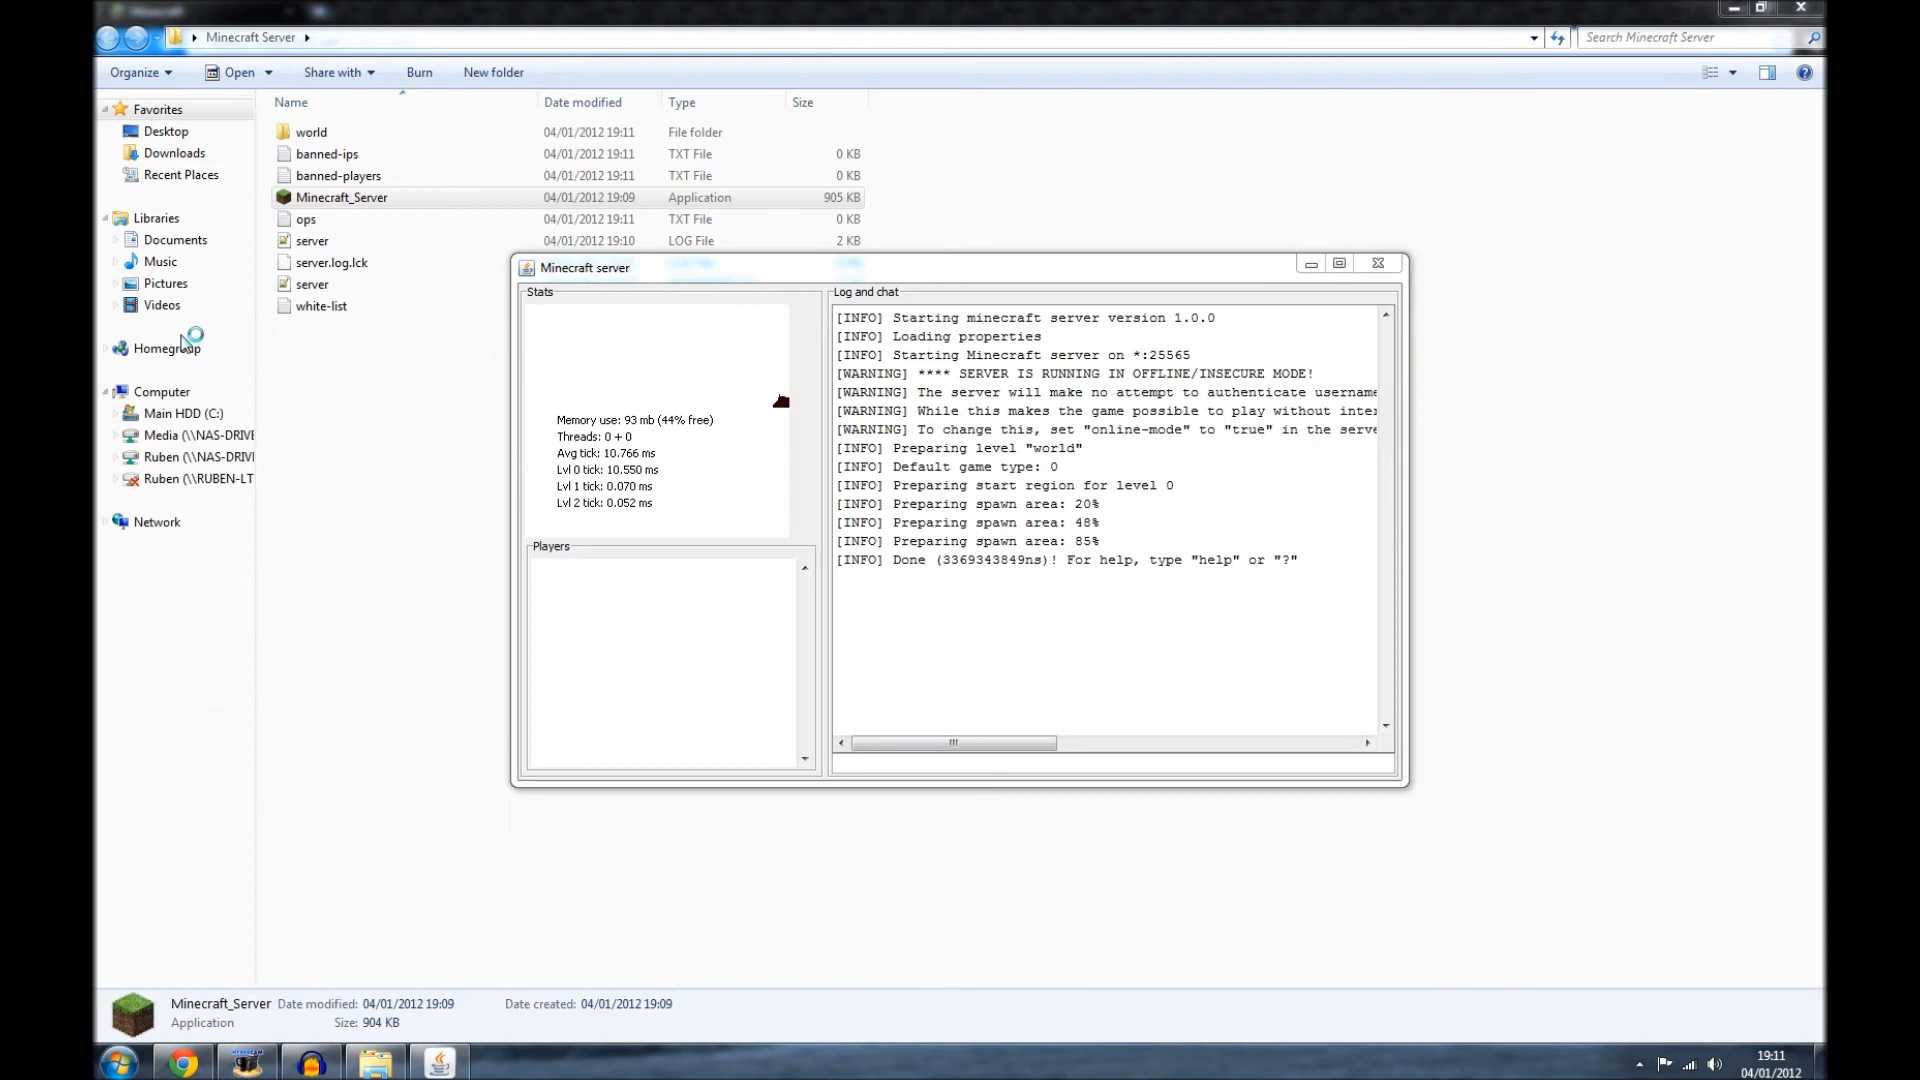 Minecraft Server
Search Minecraft Server
Organize
Open
Share with
Burn
New folder
Name
Date modified
Type
Size
Favorites
Desktop
Downloads
Recent Places
Libraries
Documents
Music
Pictures
Videos
Homegroup
Computer
Main HDD (C:)
Media (\\NAS-DRIVE
Ruben (\\NAS-DRIVE
Ruben (\\RUBEN-LT
Network
world 04/01/2012 19:11 File folder
banned-ips 04/01/2012 19:11 TXT File 0 KB
banned-players 04/01/2012 19:11 TXT File 0 KB
Minecraft_Server 04/01/2012 19:09 Application 905 KB
ops 04/01/2012 19:11 TXT File 0 KB
server 04/01/2012 19:10 LOG File 2 KB
server.log.lck
server
white-list
Minecraft server
Stats
Memory use: 93 mb (44% free)
Threads: 0 + 0
Avg tick: 10.766 ms
Lvl 0 tick: 10.550 ms
Lvl 1 tick: 0.070 ms
Lvl 2 tick: 0.052 ms
Players
Log and chat
[INFO] Starting minecraft server version 1.0.0
[INFO] Loading properties
[INFO] Starting Minecraft server on *:25565
[WARNING] **** SERVER IS RUNNING IN OFFLINE/INSECURE MODE!
[WARNING] The server will make no attempt to authenticate username
[WARNING] While this makes the game possible to play without inter
[WARNING] To change this, set "online-mode" to "true" in the serve
[INFO] Preparing level "world"
[INFO] Default game type: 0
[INFO] Preparing start region for level 0
[INFO] Preparing spawn area: 20%
[INFO] Preparing spawn area: 48%
[INFO] Preparing spawn area: 85%
[INFO] Done (3369343849ns)! For help, type "help" or "?"
Minecraft_Server Date modified: 04/01/2012 19:09 Date created: 04/01/2012 19:09
Application Size: 904 KB
HYPERCAM
19:11
04/01/2012